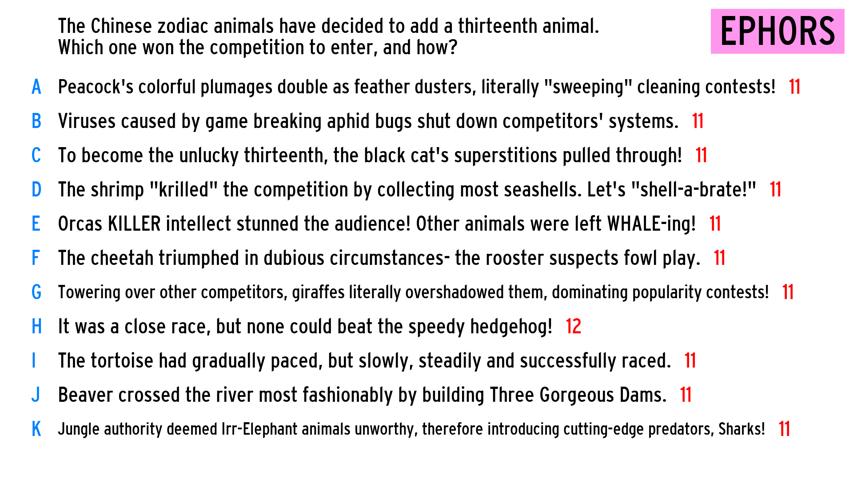 The Chinese zodiac animals have decided to add a thirteenth animal.
Which one won the competition to enter, and how?
EPHORS
A Peacock's colorful plumages double as feather dusters, literally "sweeping" cleaning contests! 11
B Viruses caused by game breaking aphid bugs shut down competitors' systems. 11
C To become the unlucky thirteenth, the black cat's superstitions pulled through! 11
D The shrimp "krilled" the competition by collecting most seashells. Let's "shell-a-brate!" 11
E Orcas KILLER intellect stunned the audience! Other animals were left WHALE-ing! 11
F The cheetah triumphed in dubious circumstances- the rooster suspects fowl play. 11
G Towering over other competitors, giraffes literally overshadowed them, dominating popularity contests! 11
H It was a close race, but none could beat the speedy hedgehog! 12
I The tortoise had gradually paced, but slowly, steadily and successfully raced. 11
J Beaver crossed the river most fashionably by building Three Gorgeous Dams. 11
K Jungle authority deemed Irr-Elephant animals unworthy, therefore introducing cutting-edge predators, Sharks! 11